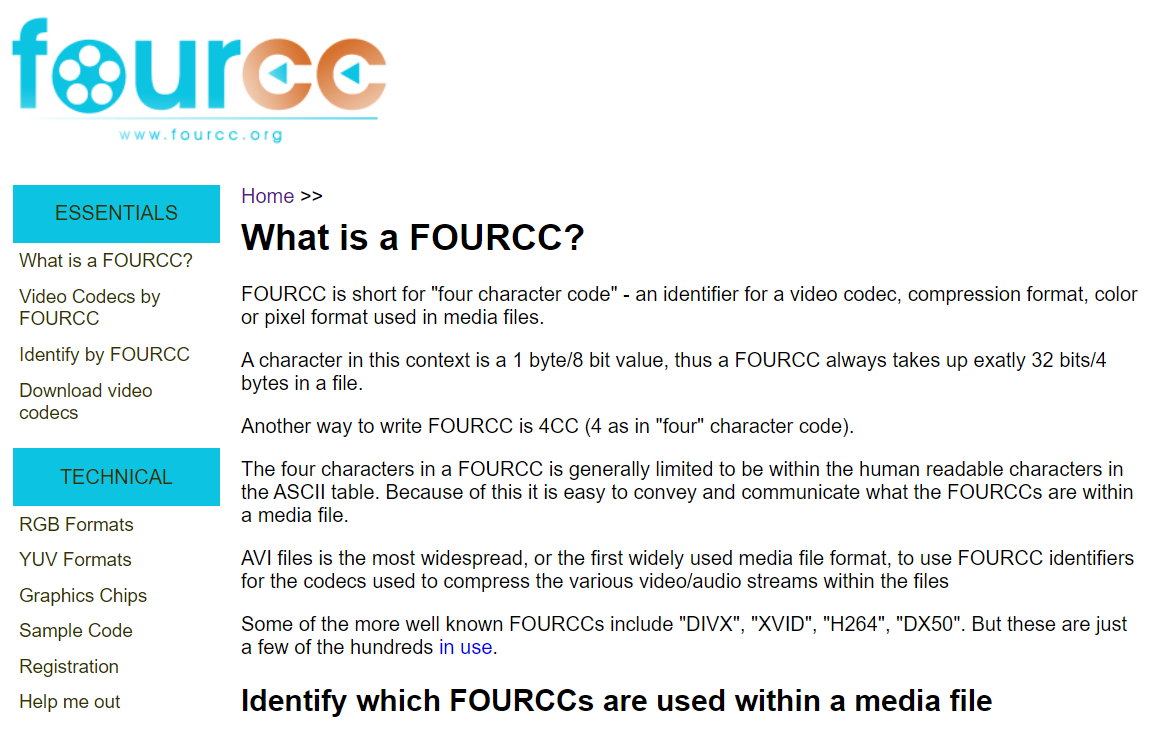 fourcc
www.fourcc.org
ESSENTIALS
What is a FOURCC?
Video Codecs by
FOURCC
Identify by FOURCC
Download video
codecs
TECHNICAL
RGB Formats
YUV Formats
Graphics Chips
Sample Code
Registration
Help me out
Home >>
What is a FOURCC?
FOURCC is short for "four character code" - an identifier for a video codec, compression format, color
or pixel format used in media files.
A character in this context is a 1 byte/8 bit value, thus a FOURCC always takes up exatly 32 bits/4
bytes in a file.
Another way to write FOURCC is 4CC (4 as in "four" character code).
The four characters in a FOURCC is generally limited to be within the human readable characters in
the ASCII table. Because of this it is easy to convey and communicate what the FOURCCs are within
a media file.
AVI files is the most widespread, or the first widely used media file format, to use FOURCC identifiers
for the codecs used to compress the various video/audio streams within the files
Some of the more well known FOURCCs include "DIVX", "XVID", "H264", "DX50". But these are just
a few of the hundreds in use.
Identify which FOURCCs are used within a media file